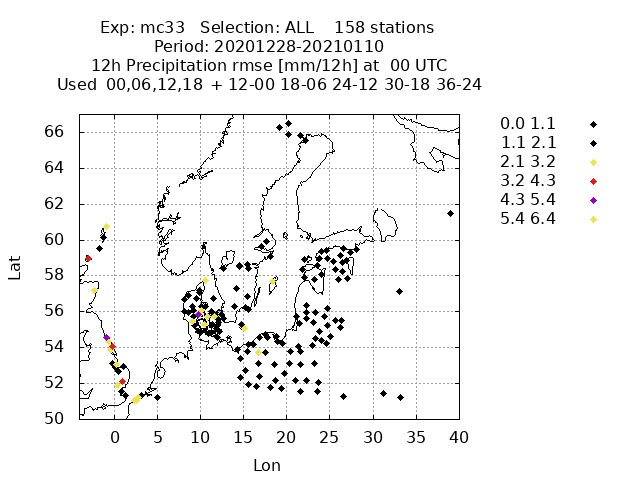 Exp: mc33   Selection: ALL    158 stations
Period: 20201228-20210110
12h Precipitation rmse [mm/12h] at  00 UTC
Used  00,06,12,18  + 12-00 18-06 24-12 30-18 36-24
66
64
62
60
58
56
54
52
50
Lat
0 5 10 15 20 25 30 35 40
Lon
0.0 1.1
1.1 2.1
2.1 3.2
3.2 4.3
4.3 5.4
5.4 6.4